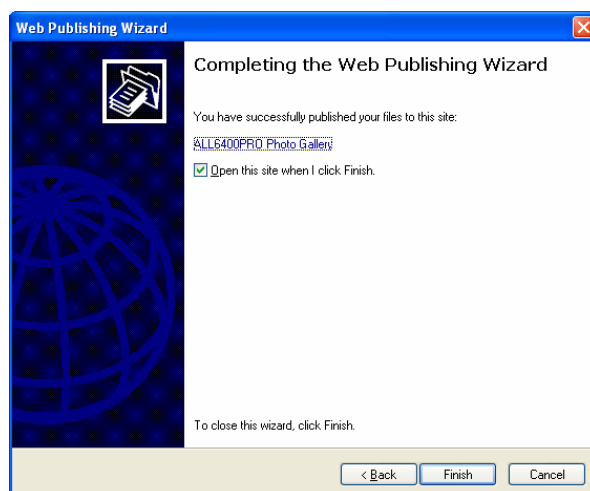 Web Publishing Wizard
Completing the Web Publishing Wizard
You have successfully published your files to this site:
ALL6400PRO Photo Gallery
Open this site when I click Finish.
To close this wizard, click Finish.
< Back Finish Cancel